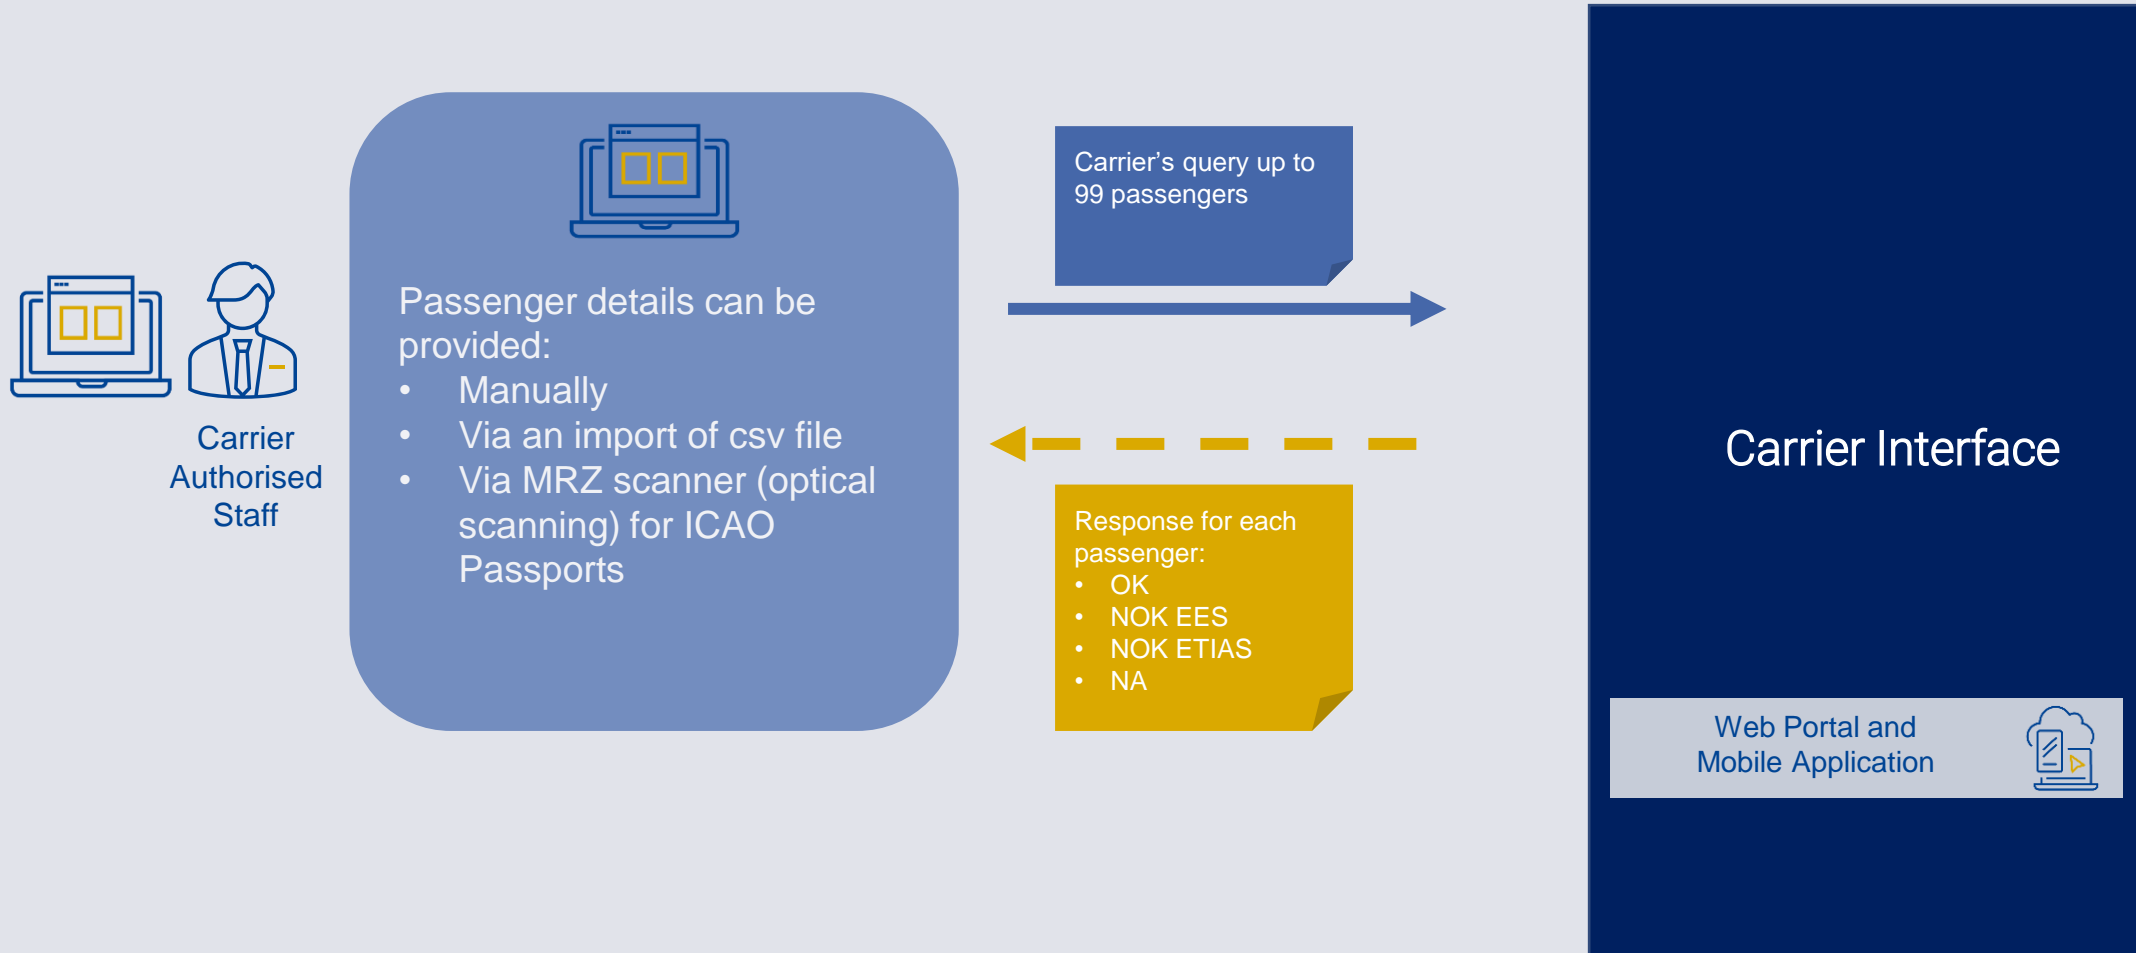 Carrier
Authorised
Staff
Passenger details can be
provided:
• Manually
• Via an import of csv file
• Via MRZ scanner (optical
scanning) for ICAO
Passports
Carrier’s query up to
99 passengers
Response for each
passenger:
• OK
• NOK EES
• NOK ETIAS
• NA
Carrier Interface
Web Portal and
Mobile Application